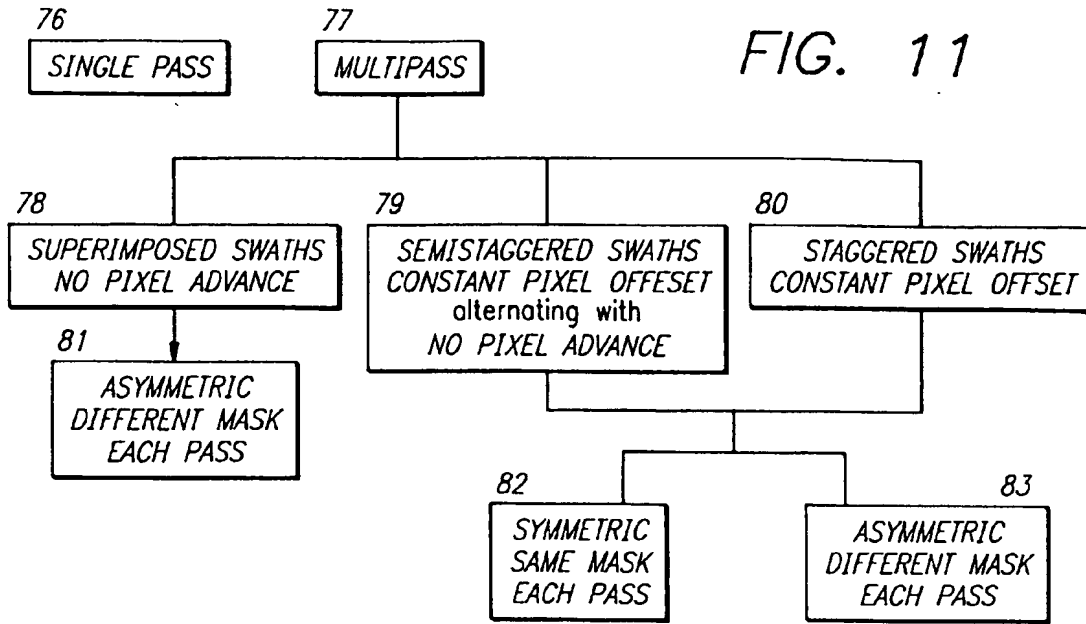 FIG. 11
76
SINGLE PASS
77
MULTIPASS
78
SUPERIMPOSED SWATHS
NO PIXEL ADVANCE
79
SEMISTAGGERED SWATHS
CONSTANT PIXEL OFFESET
alternating with
NO PIXEL ADVANCE
80
STAGGERED SWATHS
CONSTANT PIXEL OFFSET
81
ASYMMETRIC
DIFFERENT MASK
EACH PASS
82
SYMMETRIC
SAME MASK
EACH PASS
83
ASYMMETRIC
DIFFERENT MASK
EACH PASS